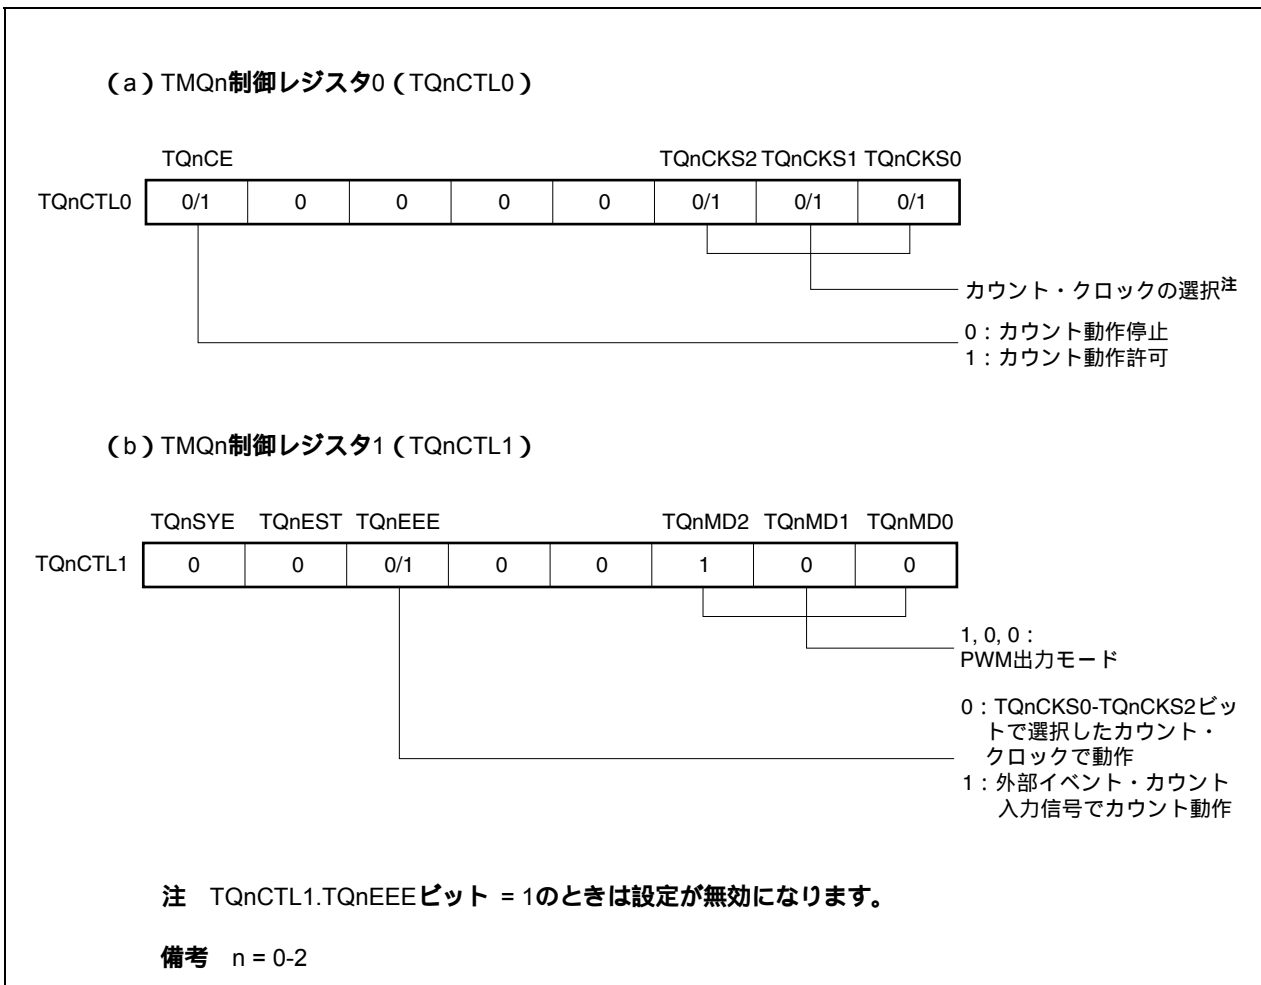 （a）TMQn制御レジスタ0（TQnCTL0）
TQnCE TQnCKS2 TQnCKS1 TQnCKS0
TQnCTL0 0/1 0 0 0 0 0/1 0/1 0/1
カウント・クロックの選択注
0：カウント動作停止
1：カウント動作許可
（b）TMQn制御レジスタ1（TQnCTL1）
TQnSYE TQnEST TQnEEE TQnMD2 TQnMD1 TQnMD0
TQnCTL1 0 0 0/1 0 0 1 0 0
1, 0, 0：
PWM出力モード
0：TQnCKS0-TQnCKS2ビッ
トで選択したカウント・
クロックで動作
1：外部イベント・カウント
入力信号でカウント動作
注 TQnCTL1.TQnEEEビット = 1のときは設定が無効になります。
備考 n = 0-2